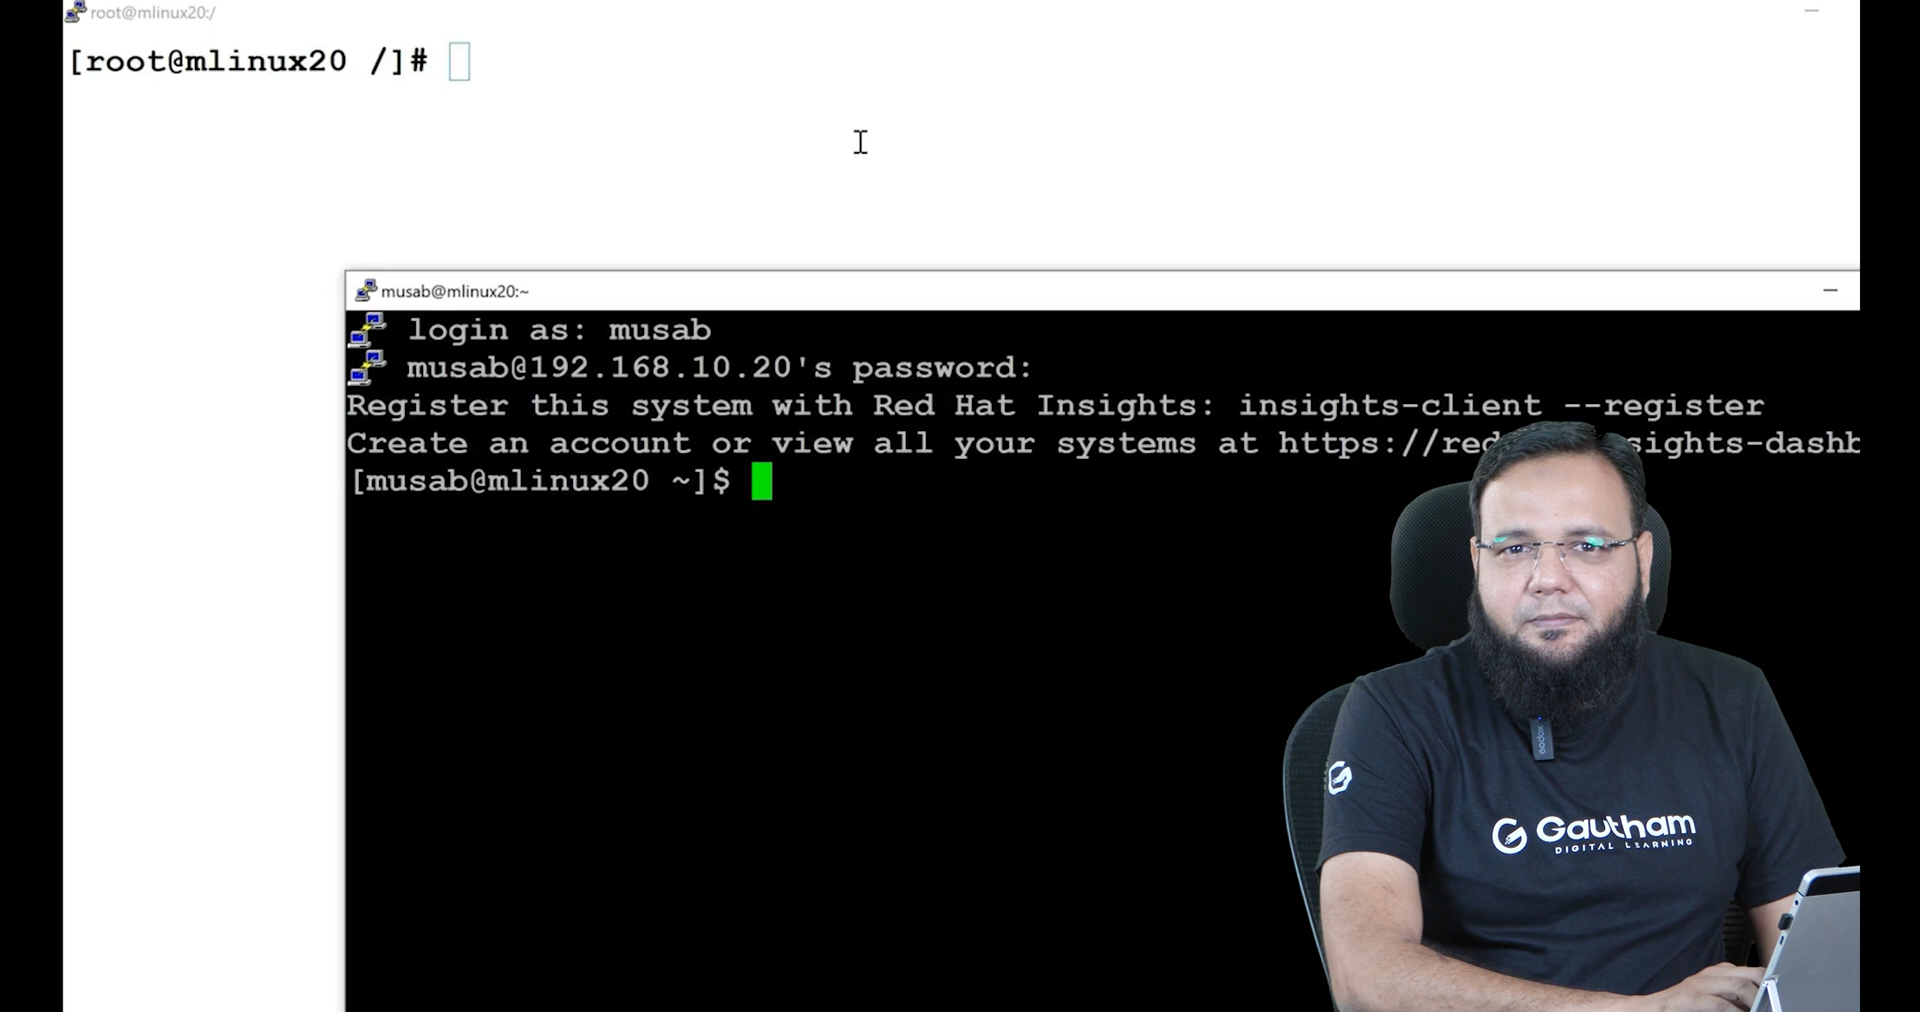 root@mlinux20:/
[root@mlinux20 /]#
musab@mlinux20:~
login as: musab
musab@192.168.10.20's password:
Register this system with Red Hat Insights: insights-client --register
Create an account or view all your systems at https://red sights-dashb
[musab@mlinux20 ~]$
Godox
Gautham
DIGITAL LEARNING